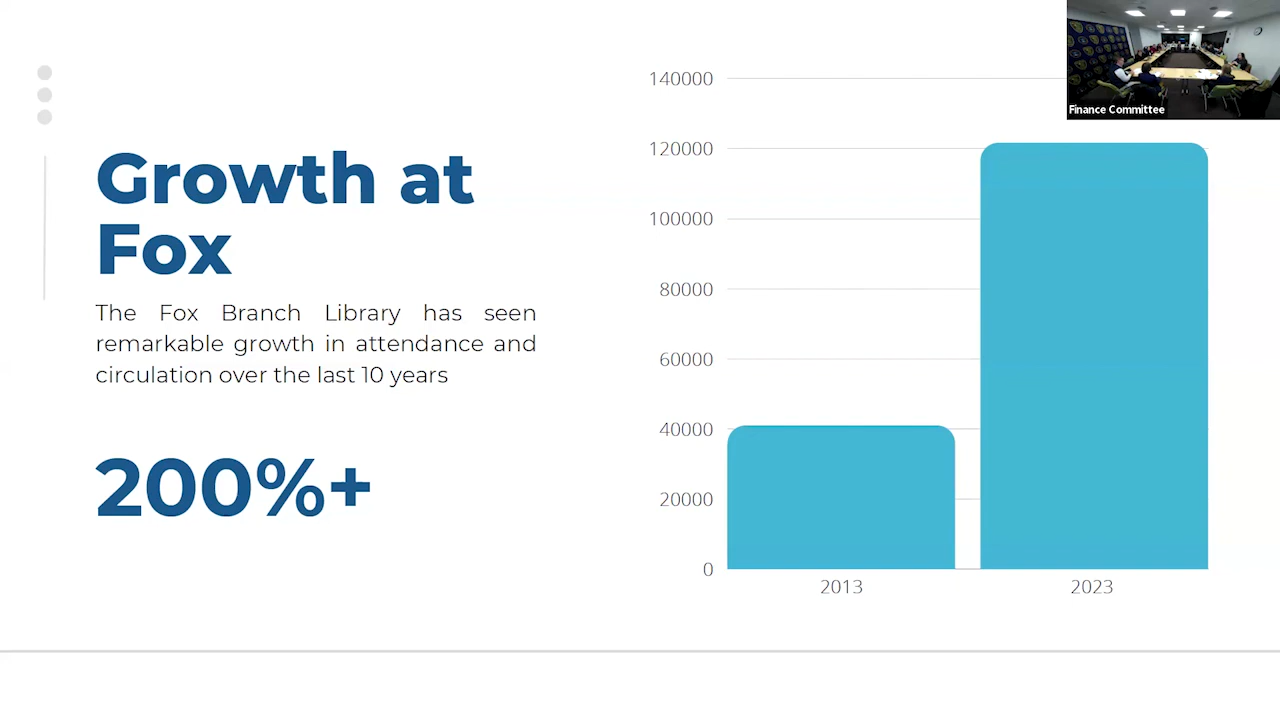 Growth at
Fox
The Fox Branch Library has seen
remarkable growth in attendance and
circulation over the last 10 years
200%+
140000
120000
100000
80000
60000
40000
20000
0
2013
2023
Finance Committee